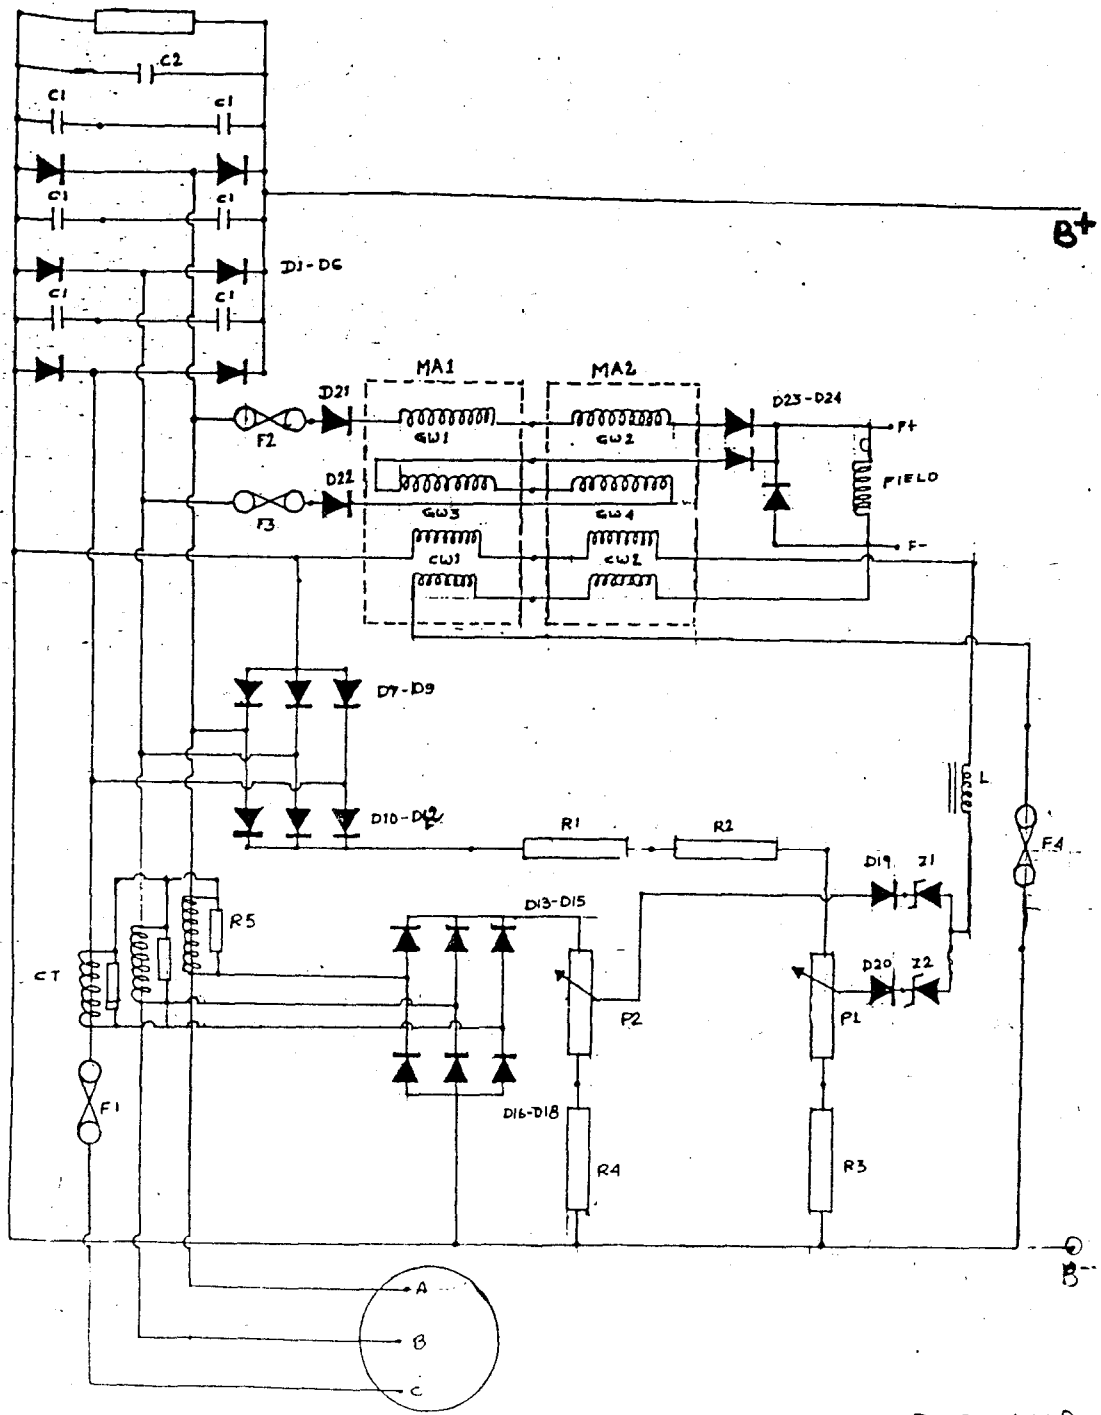 C2
C1
C1
B+
C1
C1
D1-D6
C1
C1
MA1
MA2
D21
D23-D24
F2
GW1
GW2
F+
D22
FIELD
F3
GW3
GW4
F-
CW1
CW2
D7-D9
L
D10-D12
R1
R2
F4
D19
Z1
D13-D15
R5
CT
D20
Z2
P2
P1
F1
D16-D18
R4
R3
B-
A
B
C